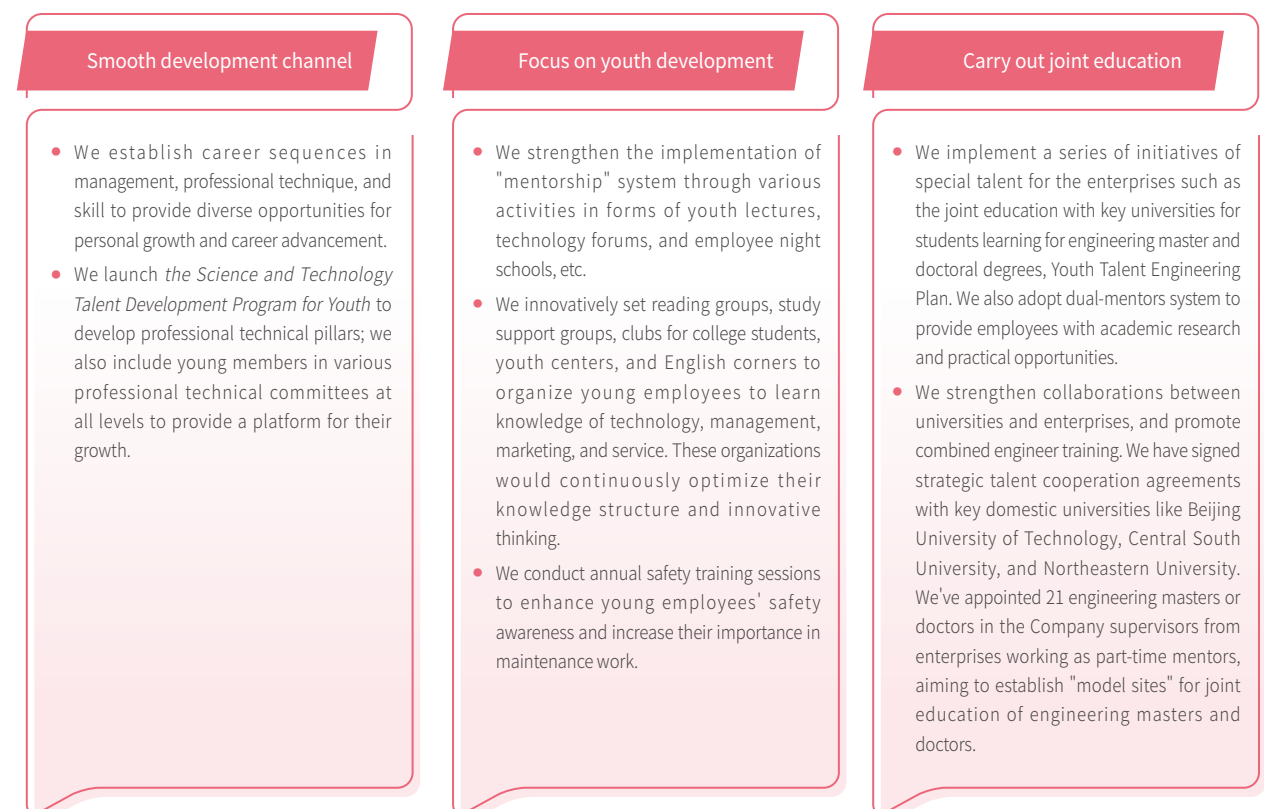 Smooth development channel
We establish career sequences in
management, professional technique, and
skill to provide diverse opportunities for
personal growth and career advancement.
We launch the Science and Technology
Talent Development Program for Youth to
develop professional technical pillars; we
also include young members in various
professional technical committees at
all levels to provide a platform for their
growth.
Focus on youth development
We strengthen the implementation of
"mentorship" system through various
activities in forms of youth lectures,
technology forums, and employee night
schools, etc.
We innovatively set reading groups, study
support groups, clubs for college students,
youth centers, and English corners to
organize young employees to learn
knowledge of technology, management,
marketing, and service. These organizations
would continuously optimize their
knowledge structure and innovative
thinking.
We conduct annual safety training sessions
to enhance young employees' safety
awareness and increase their importance in
maintenance work.
Carry out joint education
We implement a series of initiatives of
special talent for the enterprises such as
the joint education with key universities for
students learning for engineering master and
doctoral degrees, Youth Talent Engineering
Plan. We also adopt dual-mentors system to
provide employees with academic research
and practical opportunities.
We strengthen collaborations between
universities and enterprises, and promote
combined engineer training. We have signed
strategic talent cooperation agreements
with key domestic universities like Beijing
University of Technology, Central South
University, and Northeastern University.
We've appointed 21 engineering masters or
doctors in the Company supervisors from
enterprises working as part-time mentors,
aiming to establish "model sites" for joint
education of engineering masters and
doctors.